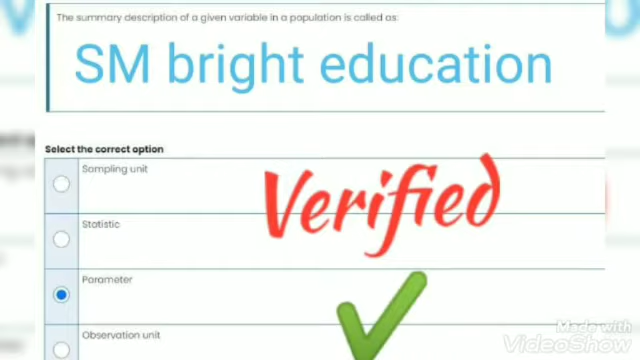 The summary description of a given variable in a population is called as:
SM bright education
Select the correct option
Sampling unit
Verified
Statistic
Parameter
Observation unit
Made with
VideoShow